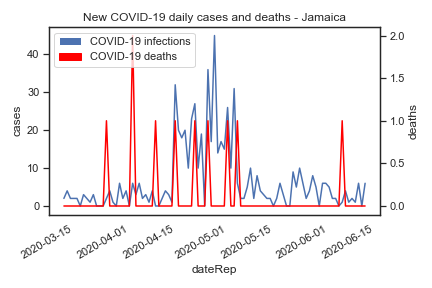 New COVID-19 daily cases and deaths - Jamaica
COVID-19 infections
COVID-19 deaths
cases
40
30
20
10
0
deaths
2.0
1.5
1.0
0.5
0.0
2020-03-15
2020-04-01
2020-04-15
2020-05-01
2020-05-15
2020-06-01
2020-06-15
dateRep